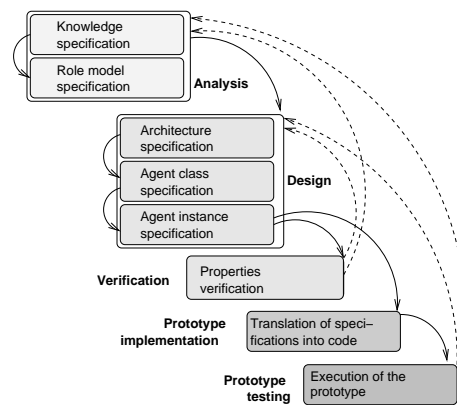 Knowledge
specification
Role model
specification
Analysis
Architecture
specification
Agent class
specification
Design
Agent instance
specification
Verification
Properties
verification
Prototype
implementation
Translation of speci–
fications into code
Prototype
testing
Execution of the
prototype